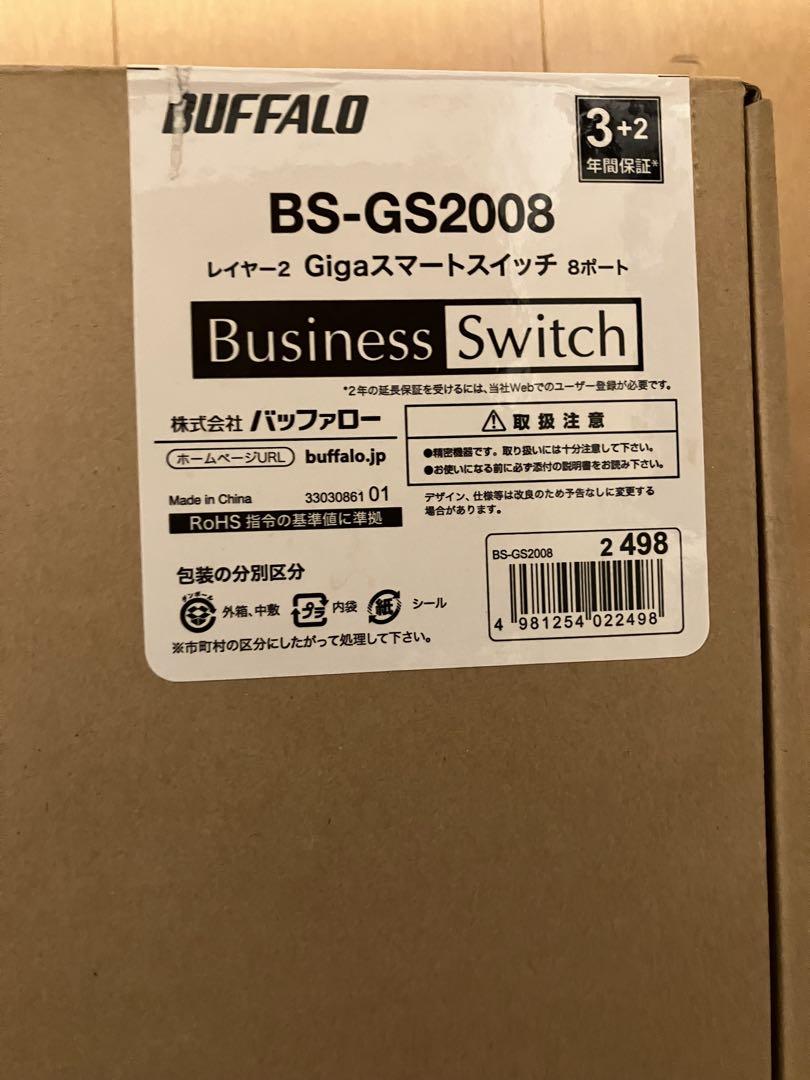 BUFFALO
3+2
年間保証*
BS-GS2008
レイヤー2 Gigaスマートスイッチ 8ポート
Business Switch
*2年の延長保証を受けるには、当社Webでのユーザー登録が必要です。
株式会社 バッファロー
ホームページURL buffalo.jp
Made in China 33030861 01
RoHS 指令の基準値に準拠
⚠ 取扱注意
●精密機器です。取り扱いには十分注意して下さい。
●お使いになる前に必ず添付の説明書をお読み下さい。
デザイン、仕様等は改良のため予告なしに変更する
場合があります。
包装の分別区分
ダンボール 外箱、中敷 プラ 内袋 紙 シール
※市町村の区分にしたがって処理して下さい。
BS-GS2008 2 498
4 981254 022498